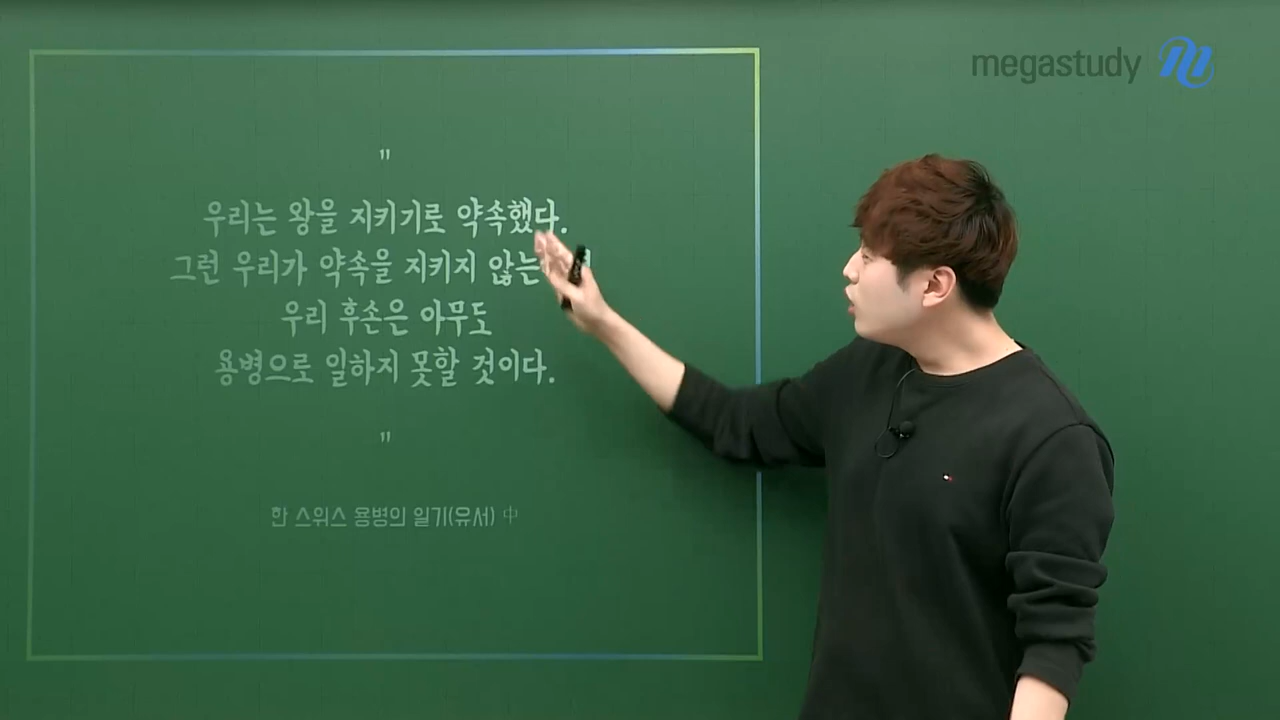 megastudy
"
우리는 왕을 지키기로 약속했다.
그런 우리가 약속을 지키지
우리 후손은 아무도
용병으로 일하지 못할 것이다.
"
한 스위스 용병의 일기(유서) 中